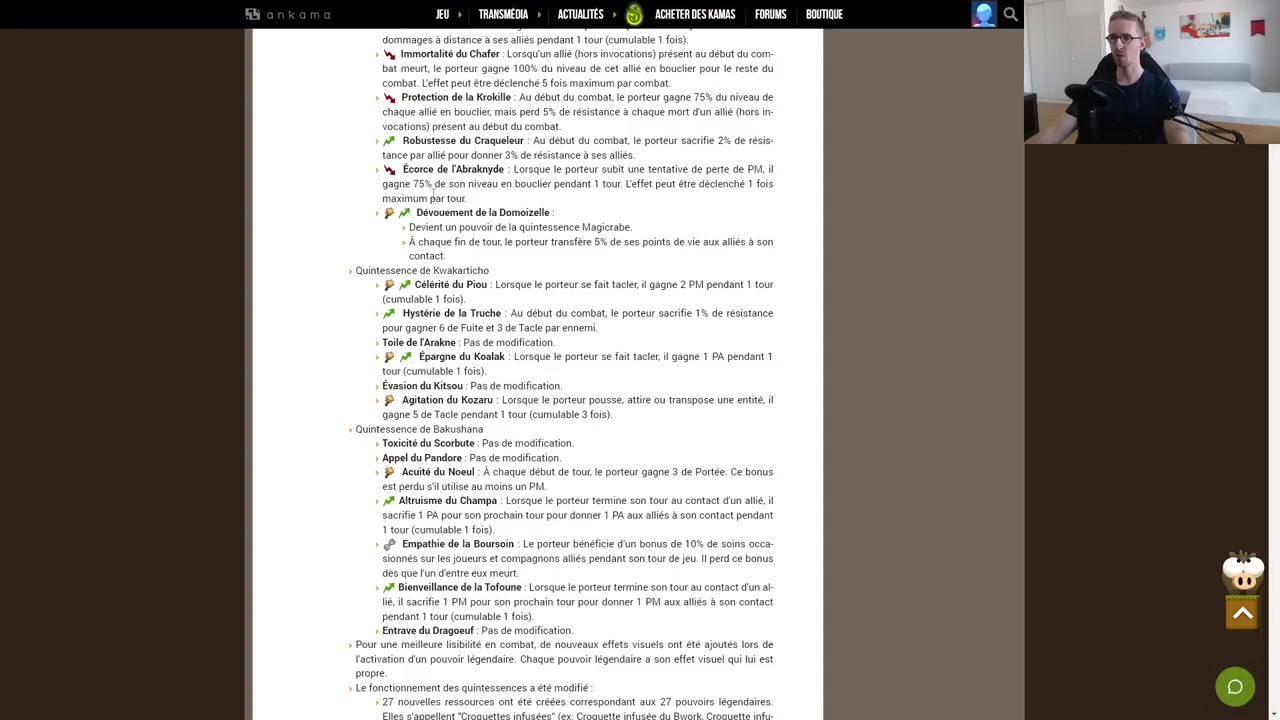 ankama
JEU
TRANSMÉDIA
ACTUALITÉS
ACHETER DES KAMAS
FORUMS
BOUTIQUE
dommages à distance à ses alliés pendant 1 tour (cumulable 1 fois).
Immortalité du Chafer : Lorsqu'un allié (hors invocations) présent au début du com-
bat meurt, le porteur gagne 100% du niveau de cet allié en bouclier pour le reste du
combat. L'effet peut être déclenché 5 fois maximum par combat.
Protection de la Krokille : Au début du combat, le porteur gagne 75% du niveau de
chaque allié en bouclier, mais perd 5% de résistance à chaque mort d'un allié (hors in-
vocations) présent au début du combat.
Robustesse du Craqueleur : Au début du combat, le porteur sacrifie 2% de résis-
tance par allié pour donner 3% de résistance à ses alliés.
Écorce de l'Abraknyde : Lorsque le porteur subit une tentative de perte de PM, il
gagne 75% de son niveau en bouclier pendant 1 tour. L'effet peut être déclenché 1 fois
maximum par tour.
Dévouement de la Domoizelle :
Devient un pouvoir de la quintessence Magicrabe.
À chaque fin de tour, le porteur transfère 5% de ses points de vie aux alliés à son
contact.
Quintessence de Kwakarticho
Célérité du Piou : Lorsque le porteur se fait tacler, il gagne 2 PM pendant 1 tour
(cumulable 1 fois).
Hystérie de la Truche : Au début du combat, le porteur sacrifie 1% de résistance
pour gagner 6 de Fuite et 3 de Tacle par ennemi.
Toile de l'Arakne : Pas de modification.
Épargne du Koalak : Lorsque le porteur se fait tacler, il gagne 1 PA pendant 1
tour (cumulable 1 fois).
Évasion du Kitsou : Pas de modification.
Agitation du Kozaru : Lorsque le porteur pousse, attire ou transpose une entité, il
gagne 5 de Tacle pendant 1 tour (cumulable 3 fois).
Quintessence de Bakushana
Toxicité du Scorbute : Pas de modification.
Appel du Pandore : Pas de modification.
Acuité du Noeul : À chaque début de tour, le porteur gagne 3 de Portée. Ce bonus
est perdu s'il utilise au moins un PM.
Altruisme du Champa : Lorsque le porteur termine son tour au contact d'un allié, il
sacrifie 1 PA pour son prochain tour pour donner 1 PA aux alliés à son contact pendant
1 tour (cumulable 1 fois).
Empathie de la Boursoin : Le porteur bénéficie d'un bonus de 10% de soins occa-
sionnés sur les joueurs et compagnons alliés pendant son tour de jeu. Il perd ce bonus
dès que l'un d'entre eux meurt.
Bienveillance de la Tofoune : Lorsque le porteur termine son tour au contact d'un al-
lié, il sacrifie 1 PM pour son prochain tour pour donner 1 PM aux alliés à son contact
pendant 1 tour (cumulable 1 fois).
Entrave du Dragoeuf : Pas de modification.
Pour une meilleure lisibilité en combat, de nouveaux effets visuels ont été ajoutés lors de
l'activation d'un pouvoir légendaire. Chaque pouvoir légendaire a son effet visuel qui lui est
propre.
Le fonctionnement des quintessences a été modifié :
27 nouvelles ressources ont été créées correspondant aux 27 pouvoirs légendaires.
Elles s'appellent "Croquettes infusées" (ex: Croquette infusée du Bwork, Croquette infu-